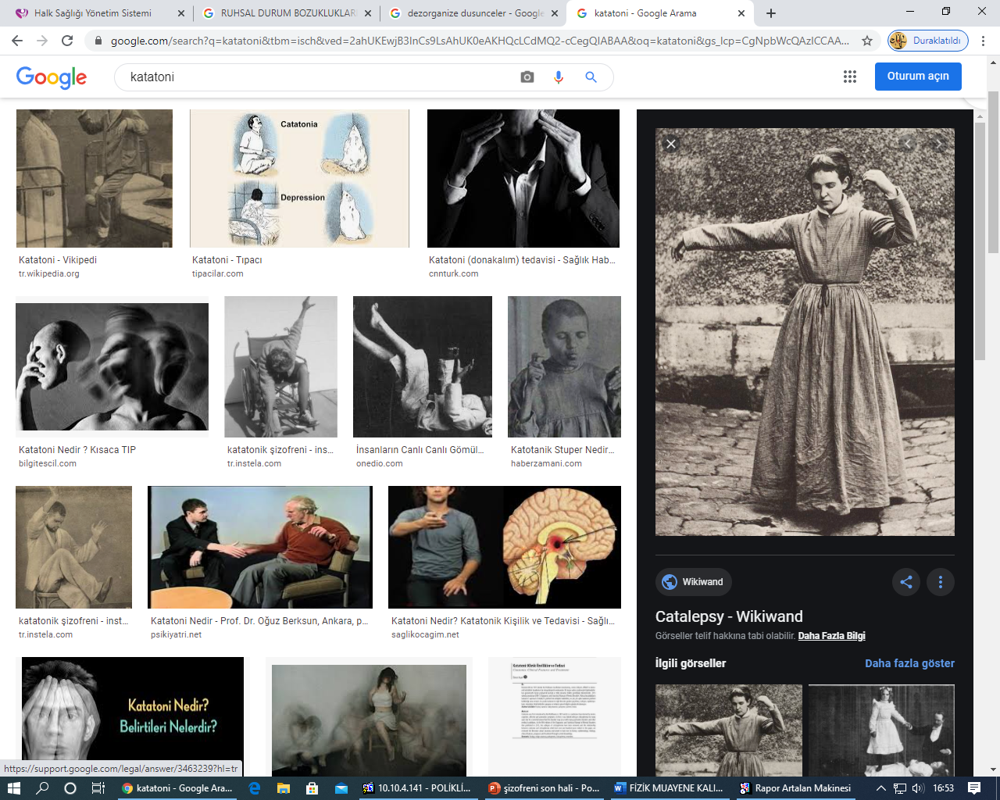 Halk Sağlığı Yönetim Sistemi
RUHSAL DURUM BOZUKLUKLAR
dezorganize dusunceler - Google
katatoni - Google Arama
google.com/search?q=katatoni&tbm=isch&ved=2ahUKEwjB3InCs9LsAhUK0eAKHQcLCdMQ2-cCegQIABAA&oq=katatoni&gs_lcp=CgNpbWcQAzICCAA...
Duraklatıldı
Google
katatoni
Oturum açın
Catatonia
Depression
Katatoni - Vikipedi
tr.wikipedia.org
Katatoni - Tıpacı
tipacilar.com
Katatoni (donakalım) tedavisi - Sağlık Hab...
cnnturk.com
Katatoni Nedir ? Kısaca TIP
bilgitescil.com
katatonik şizofreni - ins...
tr.instela.com
İnsanların Canlı Canlı Gömül...
onedio.com
Katotanik Stuper Nedir...
haberzamani.com
katatonik şizofreni - inst...
tr.instela.com
Katatoni Nedir - Prof. Dr. Oğuz Berksun, Ankara, p...
psikiyatri.net
Katatoni Nedir? Katatonik Kişilik ve Tedavisi - Sağlı...
saglikocagim.net
Katatoni Nedir?
Belirtileri Nelerdir?
Wikiwand
Catalepsy - Wikiwand
Görseller telif hakkına tabi olabilir. Daha Fazla Bilgi
İlgili görseller
Daha fazla göster
https://support.google.com/legal/answer/3463239?hl=tr
katatoni - Google Ara...
10.10.4.141 - POLİKLİ...
şizofreni son hali - Po...
FİZİK MUAYENE KALI...
Rapor Artalan Makinesi
16:53